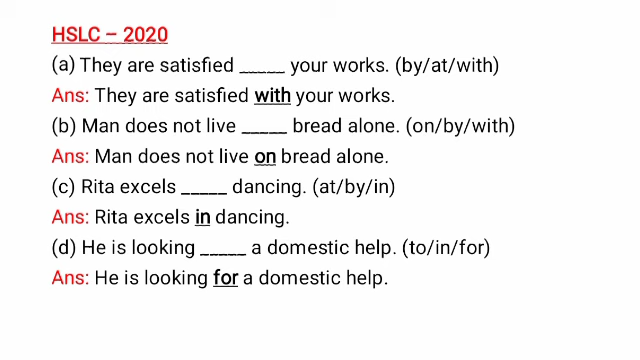 HSLC – 2020
(a) They are satisfied _____ your works. (by/at/with)
Ans: They are satisfied with your works.
(b) Man does not live _____ bread alone. (on/by/with)
Ans: Man does not live on bread alone.
(c) Rita excels _____ dancing. (at/by/in)
Ans: Rita excels in dancing.
(d) He is looking _____ a domestic help. (to/in/for)
Ans: He is looking for a domestic help.